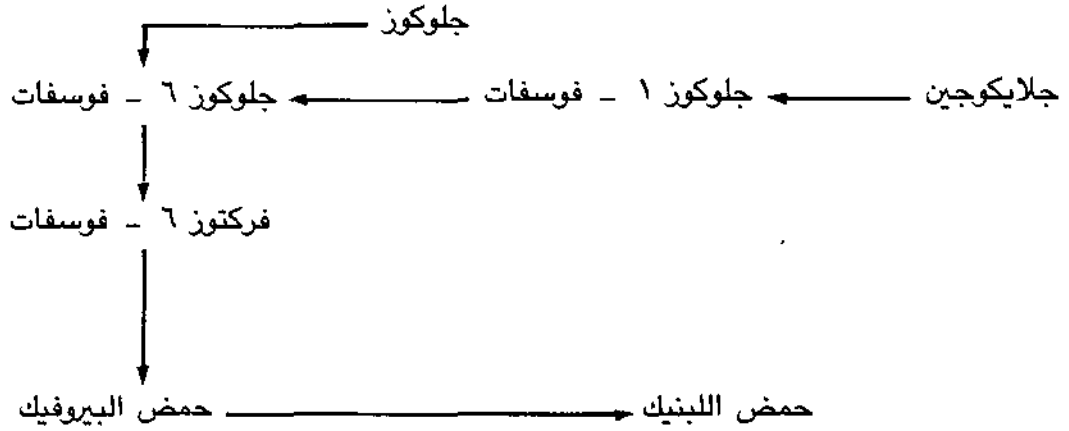 جلوكوز
جلايكوجين جلوكوز ١ – فوسفات جلوكوز ٦ – فوسفات
فركتوز ٦ – فوسفات
حمض اللبنيك حمض البيروفيك